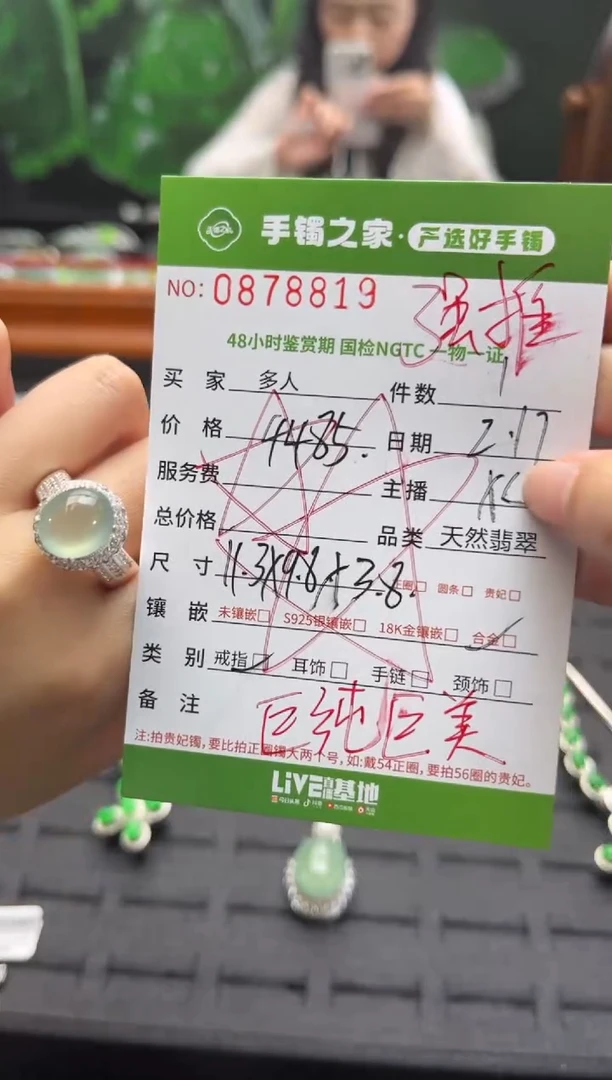 手镯之家·严选好手镯
NO: 0878819 强推
48小时鉴赏期 国检NGTC 一物一证
买家 多人 件数 1
价格 4485. 日期 2.17
服务费 主播
总价格 品类 天然翡翠
尺寸 11.3X9.8X3.8 正圈□ 圆条□ 贵妃□
镶嵌 未镶嵌□ S925银镶嵌□ 18K金镶嵌□ 合金☑
类别 戒指☑ 耳饰□ 手链□ 颈饰□
备注 巨纯巨美
注:拍贵妃镯,要比拍正圈镯大两个号,如:戴54正圈,要拍56圈的贵妃。
LIVE直播基地